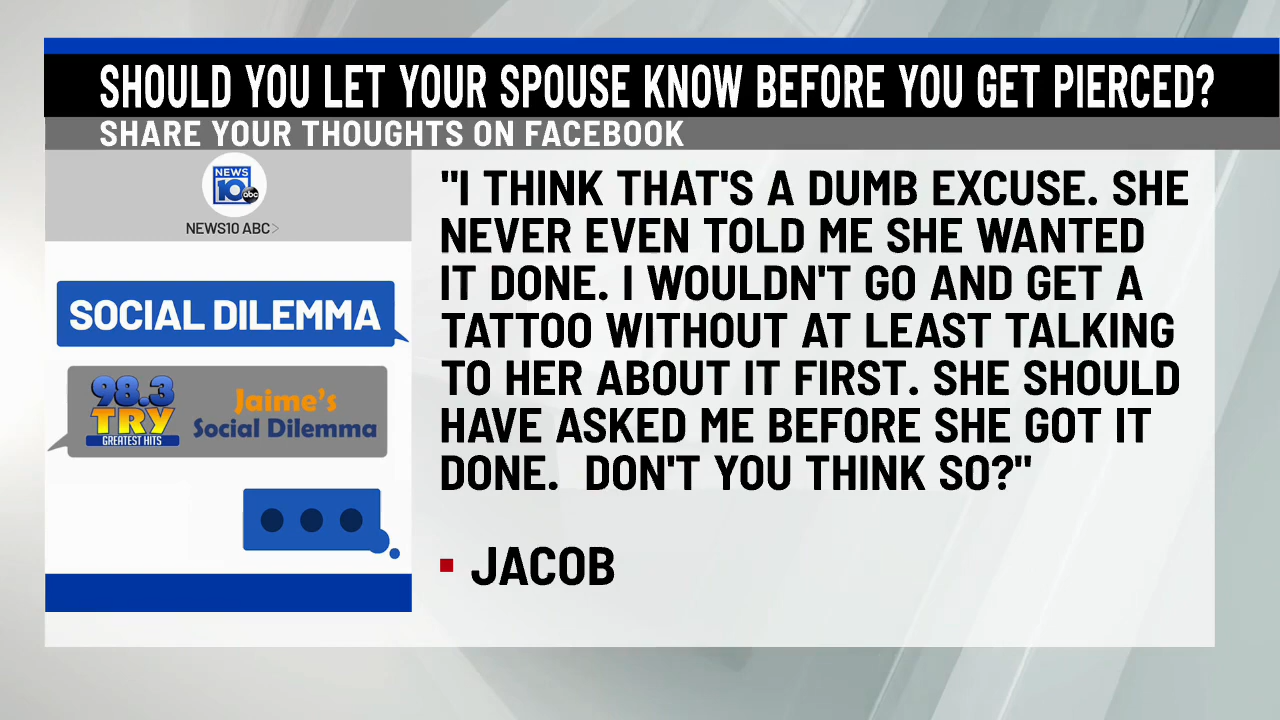 SHOULD YOU LET YOUR SPOUSE KNOW BEFORE YOU GET PIERCED?
SHARE YOUR THOUGHTS ON FACEBOOK
NEWS
10
abc
NEWS10 ABC>
SOCIAL DILEMMA
98.3
TRY
GREATEST HITS
Jaime's
Social Dilemma
"I THINK THAT'S A DUMB EXCUSE. SHE
NEVER EVEN TOLD ME SHE WANTED
IT DONE. I WOULDN'T GO AND GET A
TATTOO WITHOUT AT LEAST TALKING
TO HER ABOUT IT FIRST. SHE SHOULD
HAVE ASKED ME BEFORE SHE GOT IT
DONE.  DON'T YOU THINK SO?"
▪ JACOB